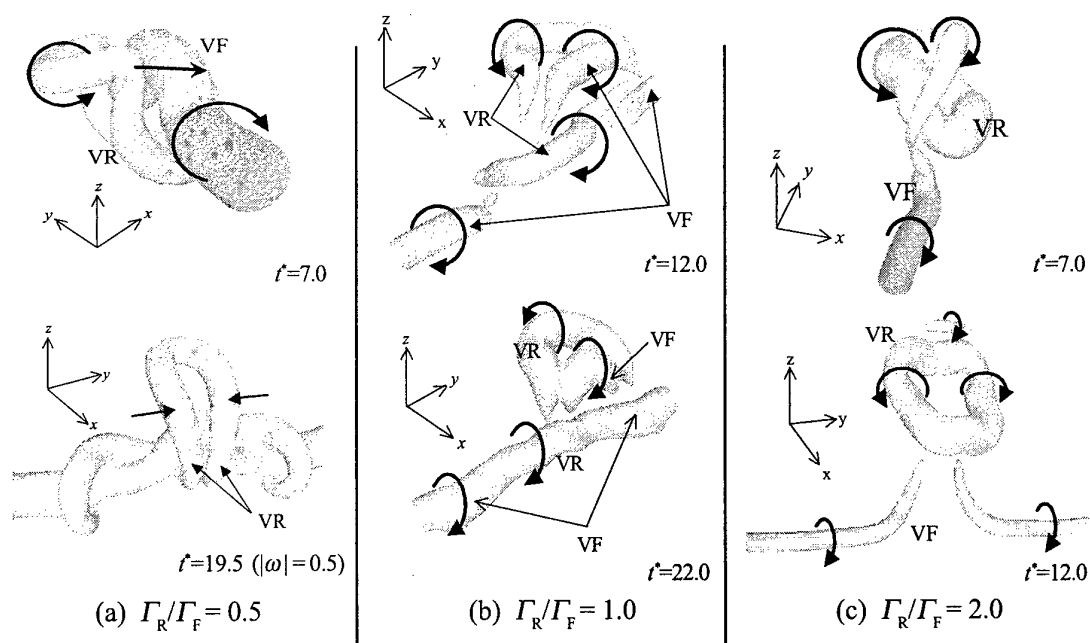 VF
VR
z
y
x
t*=7.0
z
y
x
VR
t*=19.5 (|ω|=0.5)
(a) Γ_R/Γ_F = 0.5
z
y
x
VR
VF
t*=12.0
z
y
x
VR
VF
VR
VF
t*=22.0
(b) Γ_R/Γ_F = 1.0
VR
z
y
x
VF
t*=7.0
VR
z
y
x
VF
t*=12.0
(c) Γ_R/Γ_F = 2.0